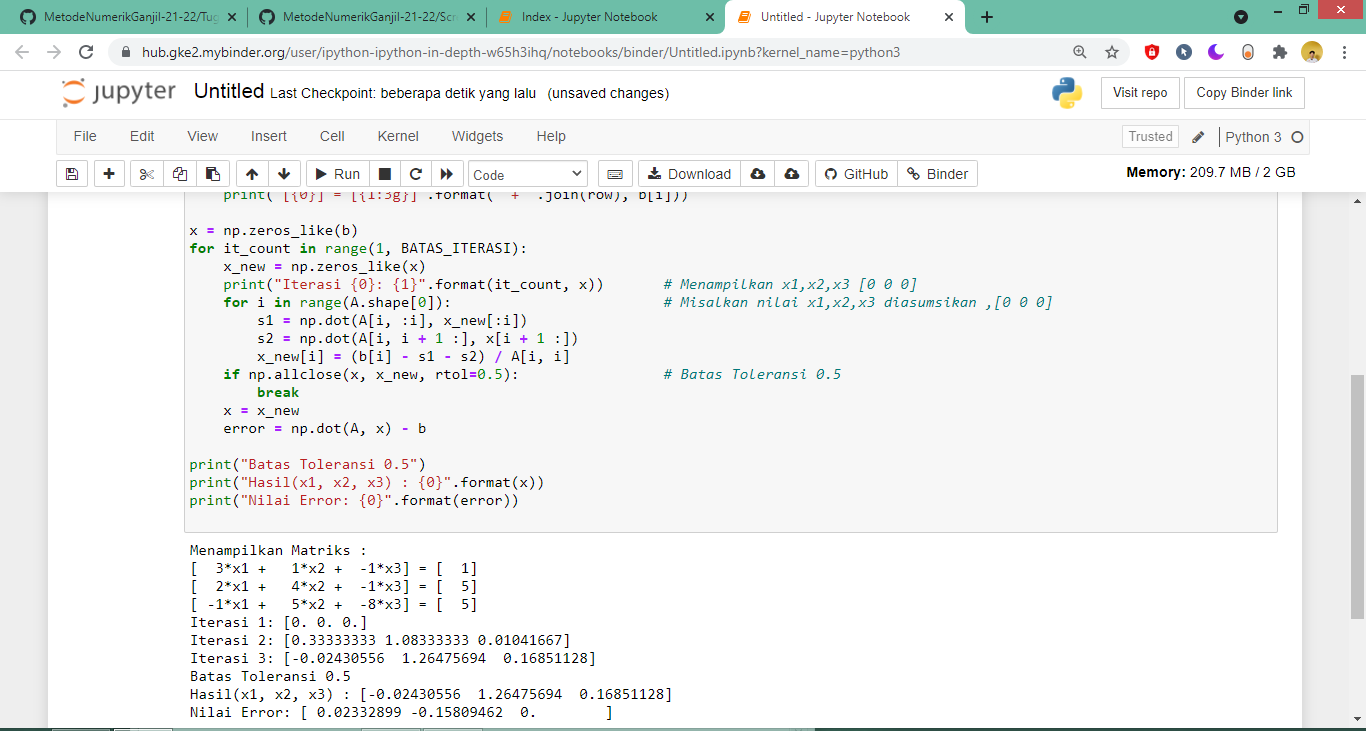 MetodeNumerikGanjil-21-22/Tug
MetodeNumerikGanjil-21-22/Scr
Index - Jupyter Notebook
Untitled - Jupyter Notebook
hub.gke2.mybinder.org/user/ipython-ipython-in-depth-w65h3ihq/notebooks/binder/Untitled.ipynb?kernel_name=python3
jupyter Untitled Last Checkpoint: beberapa detik yang lalu (unsaved changes)
Visit repo Copy Binder link
File Edit View Insert Cell Kernel Widgets Help Trusted Python 3
Run Code Download GitHub Binder Memory: 209.7 MB / 2 GB
print(" [{0}] = [{1:3g}]".format(" + ".join(row), b[i]))
x = np.zeros_like(b)
for it_count in range(1, BATAS_ITERASI):
x_new = np.zeros_like(x)
print("Iterasi {0}: {1}".format(it_count, x)) # Menampilkan x1,x2,x3 [0 0 0]
for i in range(A.shape[0]): # Misalkan nilai x1,x2,x3 diasumsikan ,[0 0 0]
s1 = np.dot(A[i, :i], x_new[:i])
s2 = np.dot(A[i, i + 1 :], x[i + 1 :])
x_new[i] = (b[i] - s1 - s2) / A[i, i]
if np.allclose(x, x_new, rtol=0.5): # Batas Toleransi 0.5
break
x = x_new
error = np.dot(A, x) - b
print("Batas Toleransi 0.5")
print("Hasil(x1, x2, x3) : {0}".format(x))
print("Nilai Error: {0}".format(error))
Menampilkan Matriks :
[ 3*x1 + 1*x2 + -1*x3] = [ 1]
[ 2*x1 + 4*x2 + -1*x3] = [ 5]
[ -1*x1 + 5*x2 + -8*x3] = [ 5]
Iterasi 1: [0. 0. 0.]
Iterasi 2: [0.33333333 1.08333333 0.01041667]
Iterasi 3: [-0.02430556 1.26475694 0.16851128]
Batas Toleransi 0.5
Hasil(x1, x2, x3) : [-0.02430556 1.26475694 0.16851128]
Nilai Error: [ 0.02332899 -0.15809462 0. ]